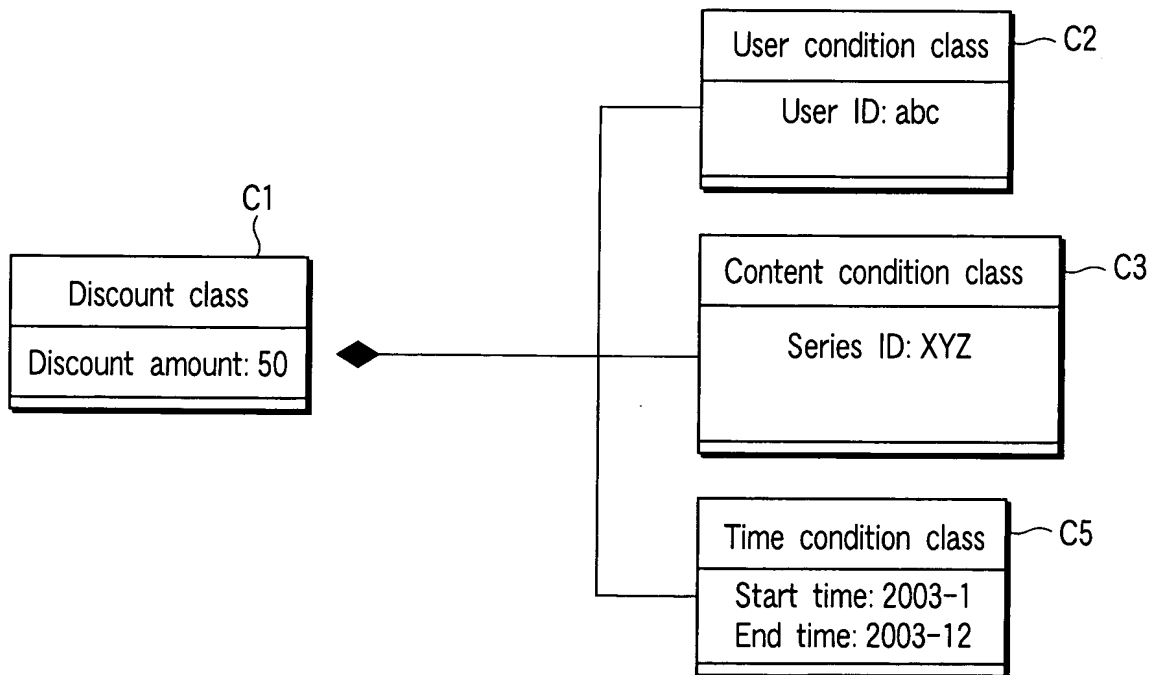 User condition class
C2
User ID: abc
C1
Discount class
Discount amount: 50
Content condition class
C3
Series ID: XYZ
Time condition class
C5
Start time: 2003-1
End time: 2003-12